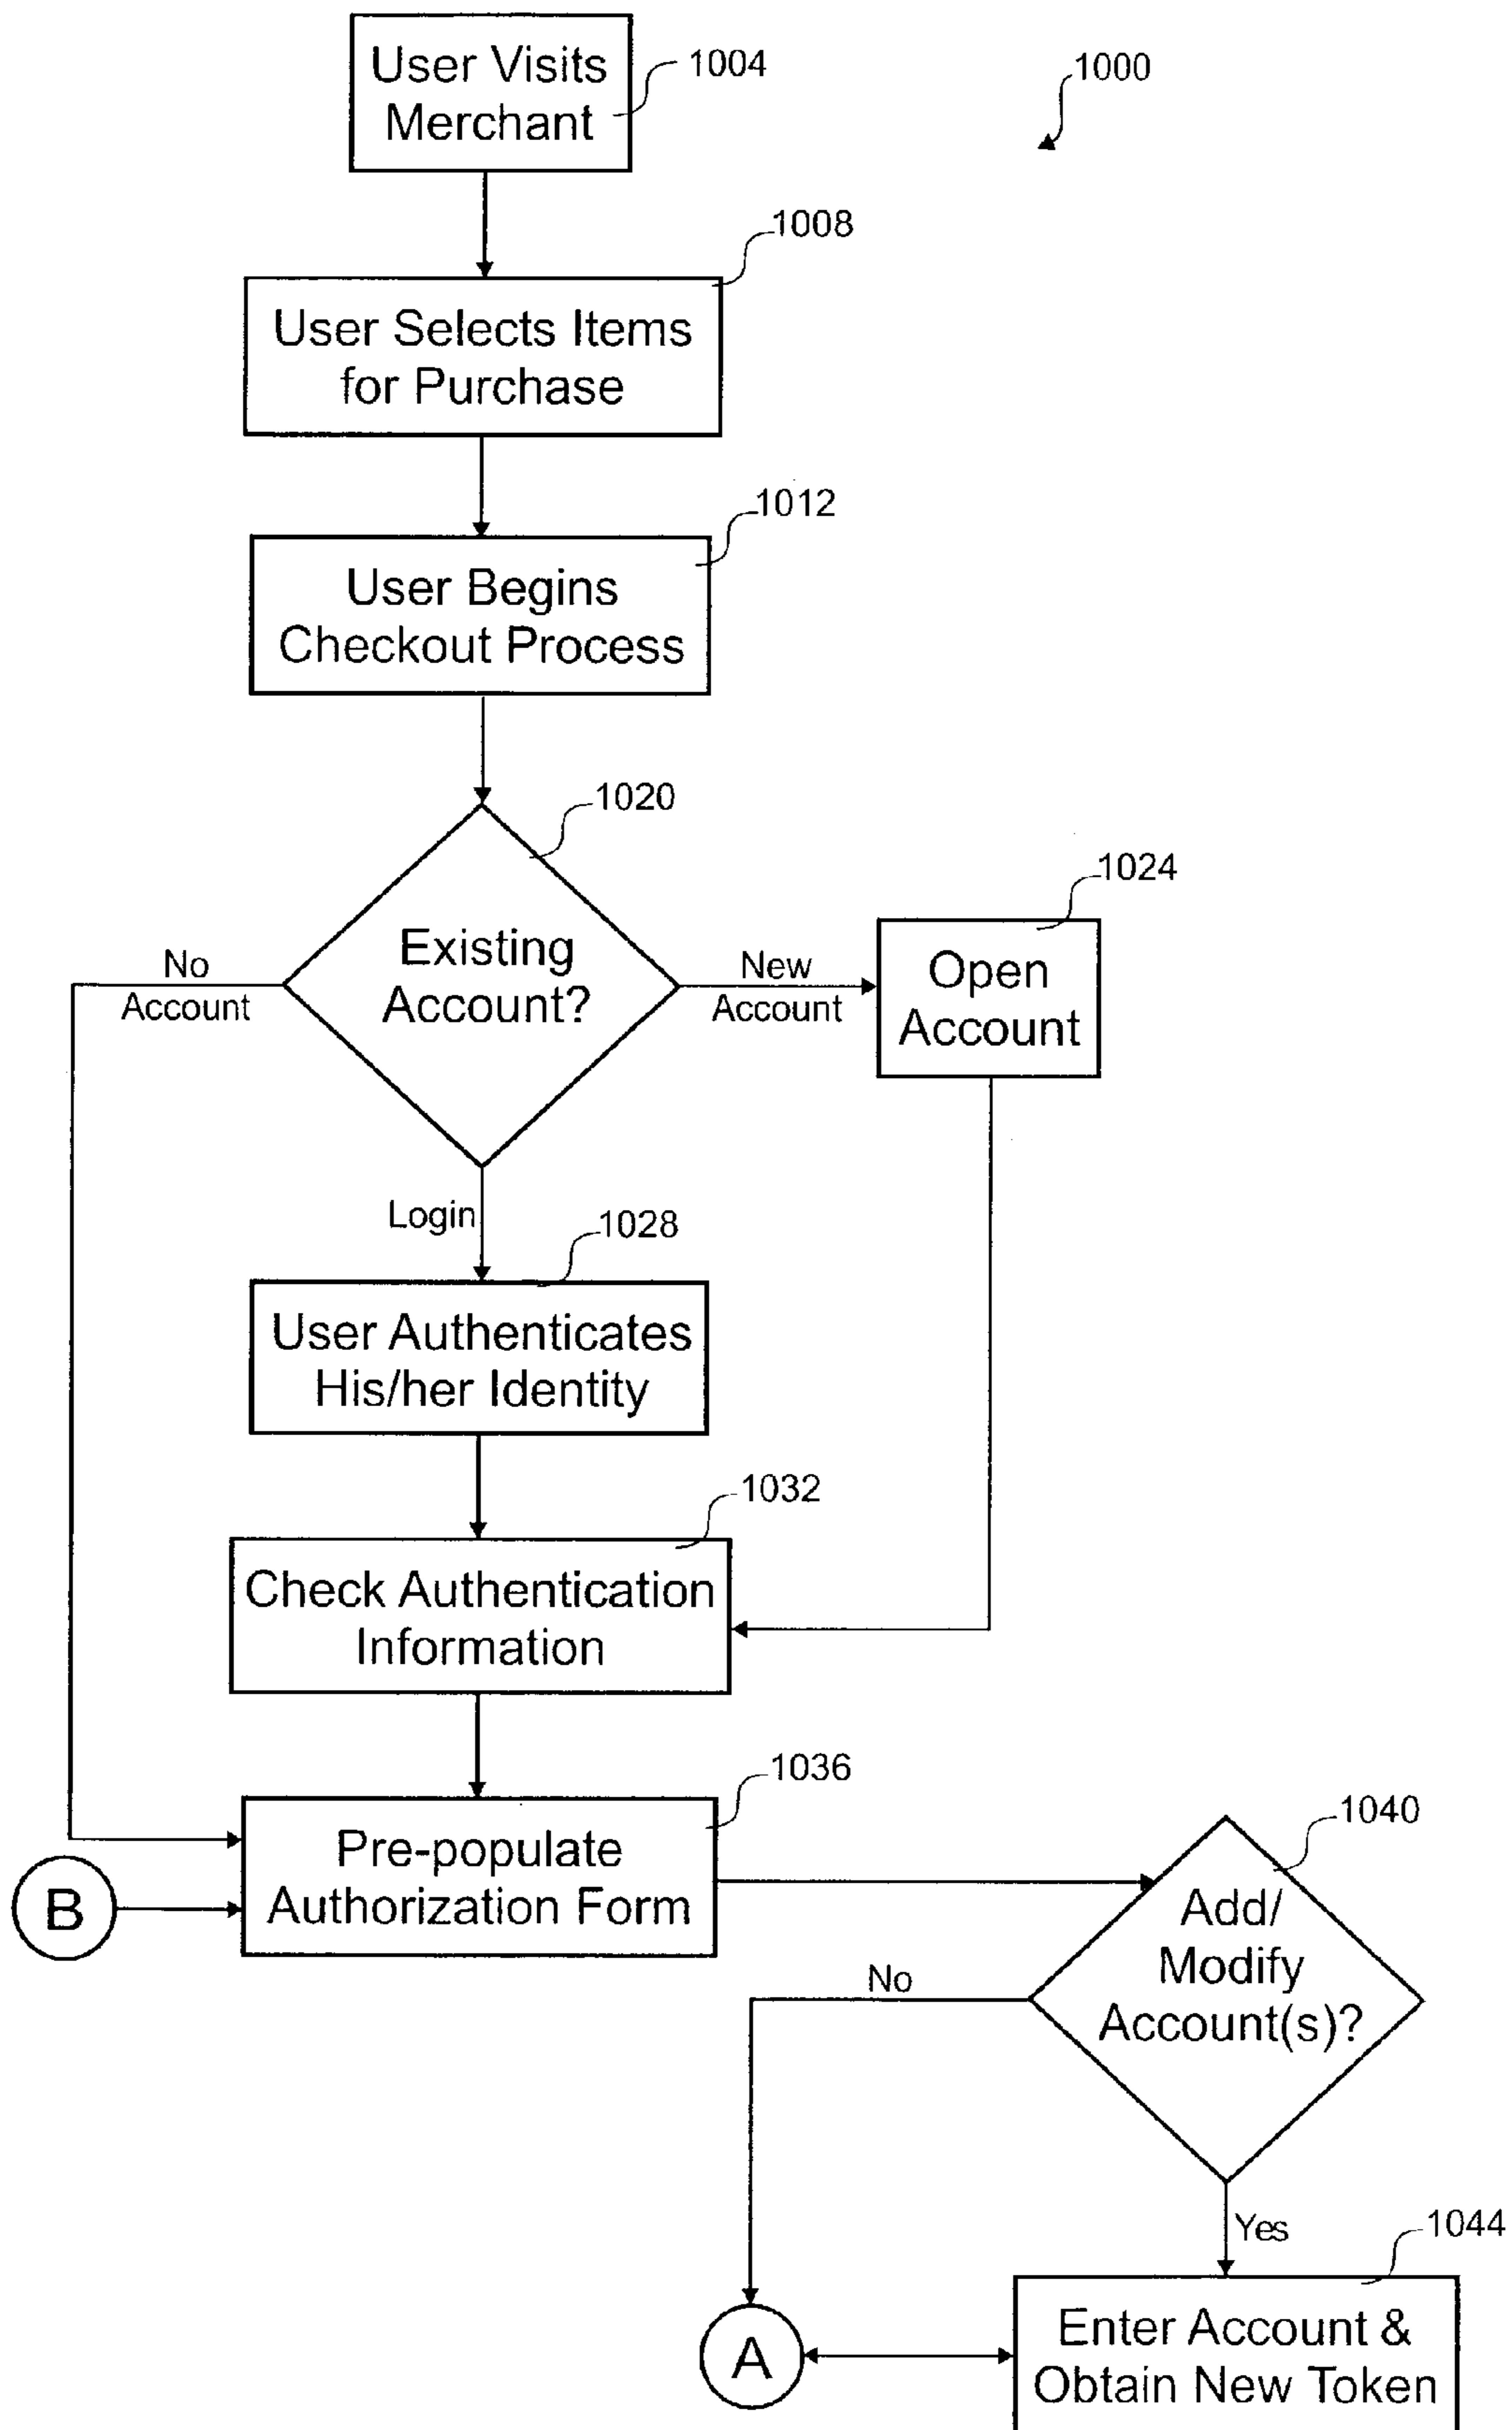 User Visits
Merchant
1004
1000
1008
User Selects Items
for Purchase
1012
User Begins
Checkout Process
1020
Existing
Account?
No
Account
New
Account
1024
Open
Account
Login
1028
User Authenticates
His/her Identity
1032
Check Authentication
Information
1036
Pre-populate
Authorization Form
B
1040
Add/
Modify
Account(s)?
No
Yes
1044
Enter Account &
Obtain New Token
A